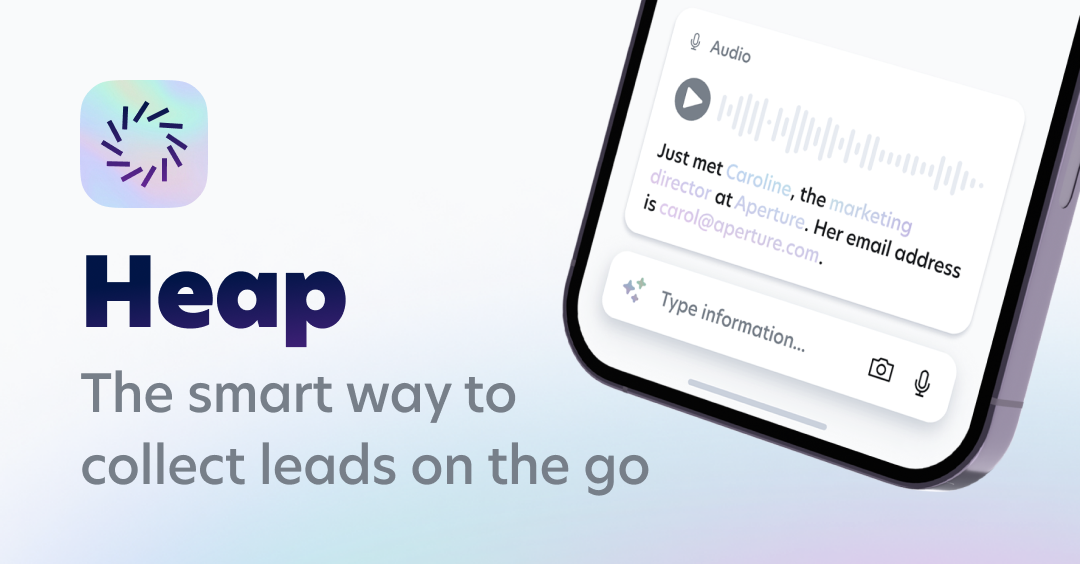 Heap
The smart way to
collect leads on the go
Audio
Just met Caroline, the marketing
director at Aperture. Her email address
is carol@aperture.com.
Type information...